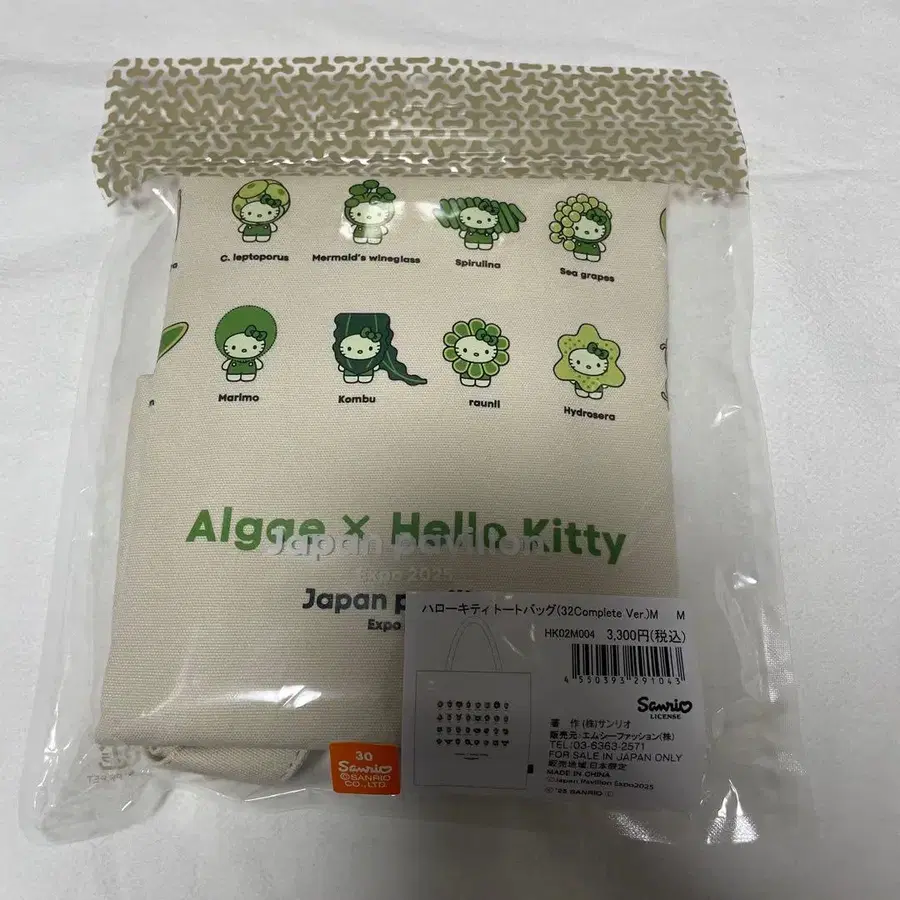 C. leptoporus
Mermaid's wineglass
Spirulina
Sea grapes
Marimo
Kombu
raunii
Hydrosera
Algae × Hello Kitty
Japan pavilion
Expo 2025
Japan p
Expo
ハローキティトートバッグ(32Complete Ver.)M M
HK02M004 3,300円(税込)
4 550393 291043
Sanrio
LICENSE
著 作 (株)サンリオ
販売元:エムシーファッション(株)
TEL:03-6363-2571
FOR SALE IN JAPAN ONLY
販売地域 日本限定
MADE IN CHINA
©Japan Pavilion Expo2025
30
Sanrio
©SANRIO
CO.,LTD.